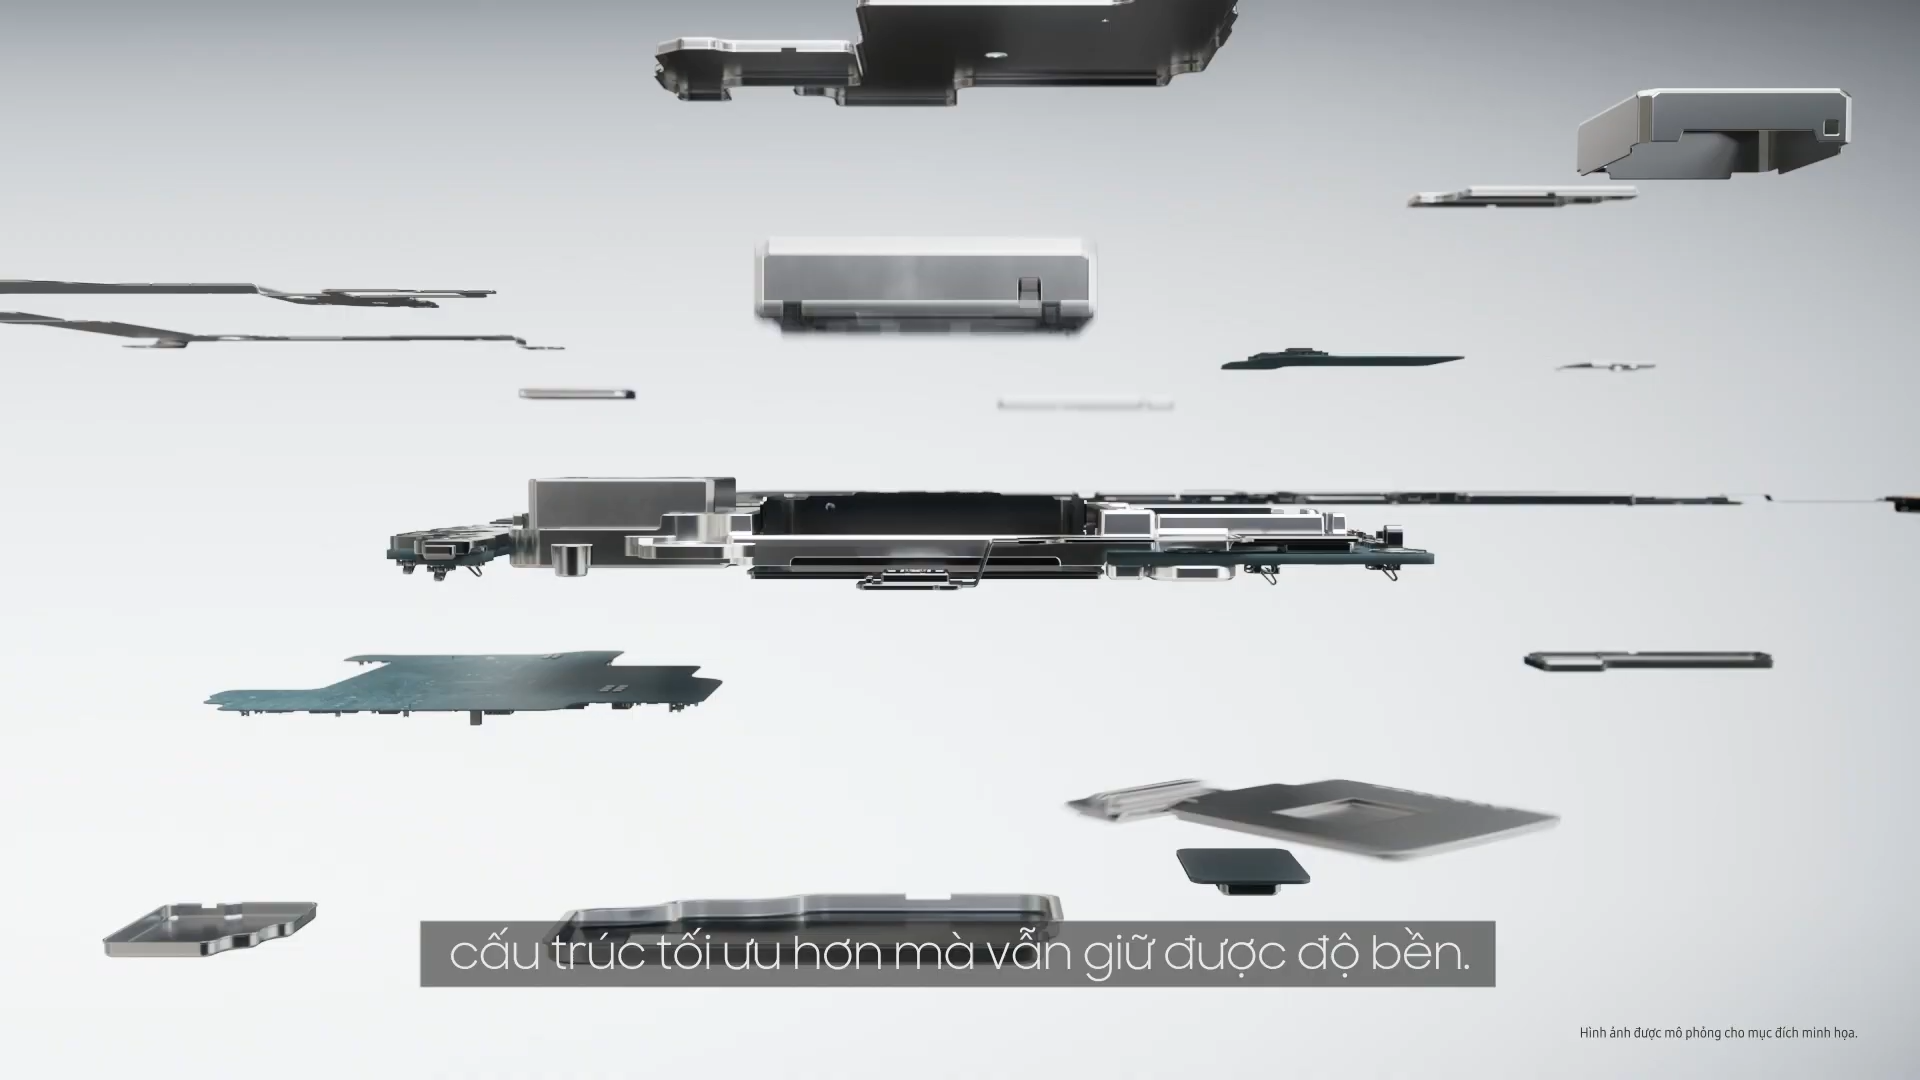 cấu trúc tối ưu hơn mà vẫn giữ được độ bền.
Hình ảnh được mô phỏng cho mục đích minh họa.